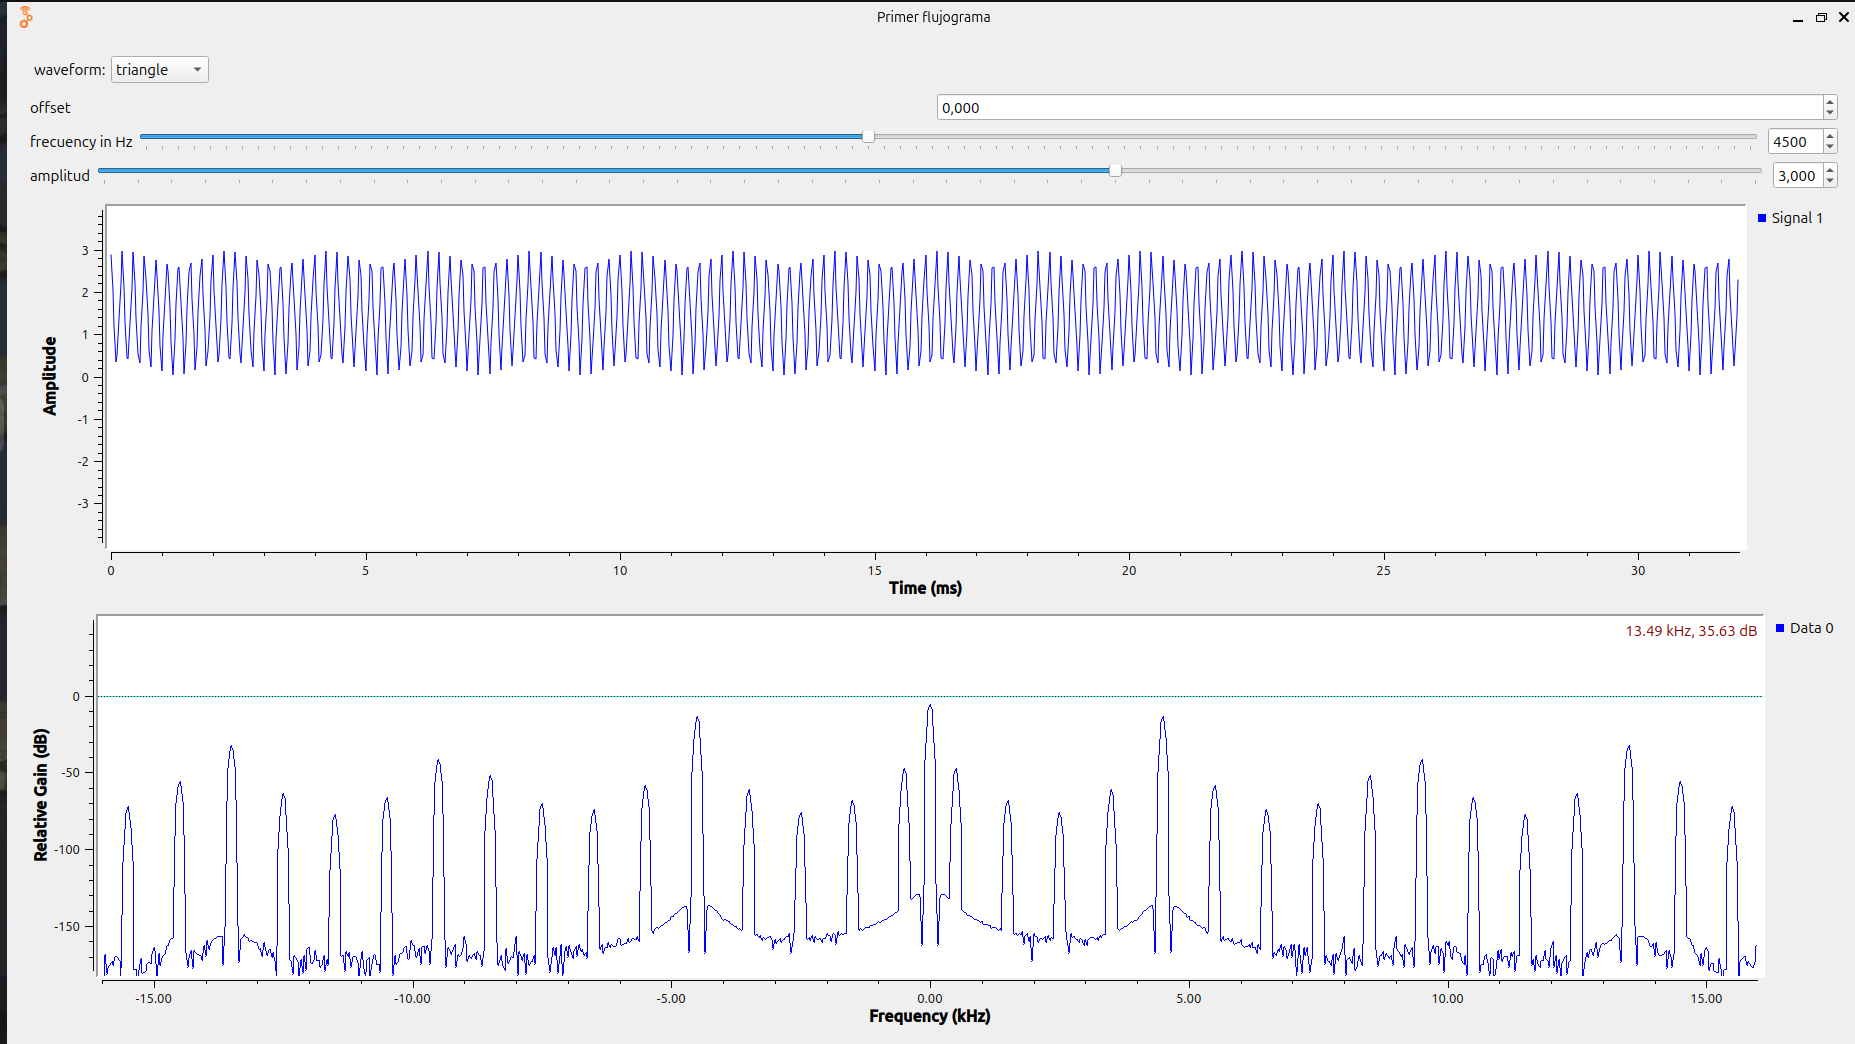 Primer flujograma
waveform: triangle
offset 0,000
frecuency in Hz 4500
amplitud 3,000
Signal 1
3
2
1
0
-1
-2
-3
Amplitude
0 5 10 15 20 25 30
Time (ms)
13.49 kHz, 35.63 dB
Data 0
0
-50
-100
-150
Relative Gain (dB)
-15.00 -10.00 -5.00 0.00 5.00 10.00 15.00
Frequency (kHz)